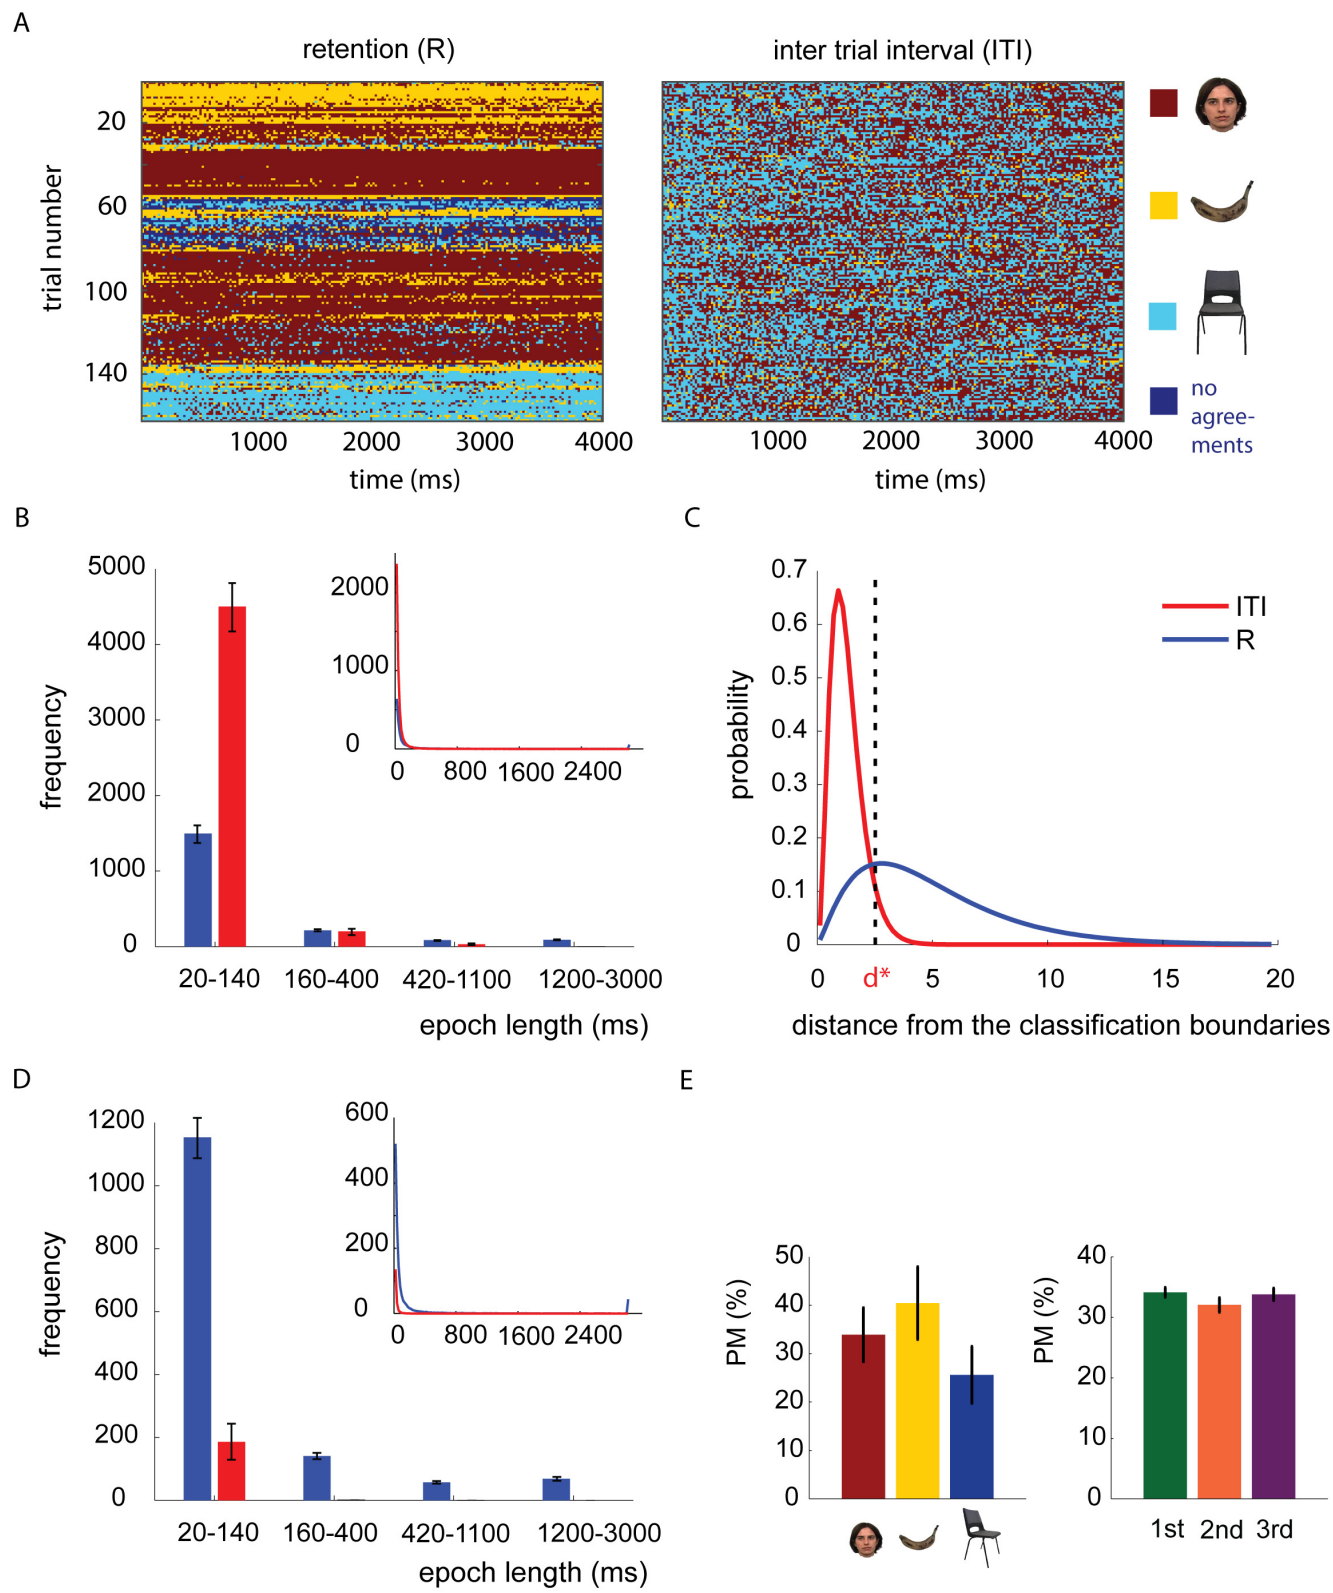 A
retention (R)
inter trial interval (ITI)
trial number
20
60
100
140
1000
2000
3000
4000
time (ms)
1000
2000
3000
4000
time (ms)
no
agree-
ments
B
frequency
5000
4000
3000
2000
1000
0
20-140
160-400
420-1100
1200-3000
epoch length (ms)
2000
1000
0
0
800
1600
2400
C
probability
0.7
0.6
0.5
0.4
0.3
0.2
0.1
0
0
d*
5
10
15
20
distance from the classification boundaries
ITI
R
D
frequency
1200
1000
800
600
400
200
0
20-140
160-400
420-1100
1200-3000
epoch length (ms)
600
400
200
0
0
800
1600
2400
E
PM (%)
50
40
30
20
10
0
PM (%)
40
30
20
10
0
1st
2nd
3rd